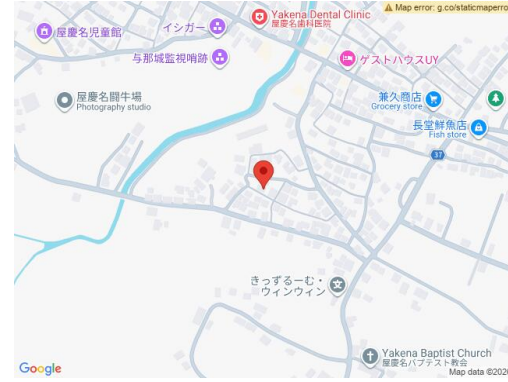 Map error: g.co/staticmaperro
Yakena Dental Clinic
屋慶名歯科医院
イシガー
屋慶名児童館
与那城監視哨跡
ゲストハウスUY
屋慶名闘牛場
Photography studio
兼久商店
Grocery store
長堂鮮魚店
Fish store
37
きっずるーむ・
ウィンウィン
Yakena Baptist Church
屋慶名バプテスト教会
Google
Map data ©2026